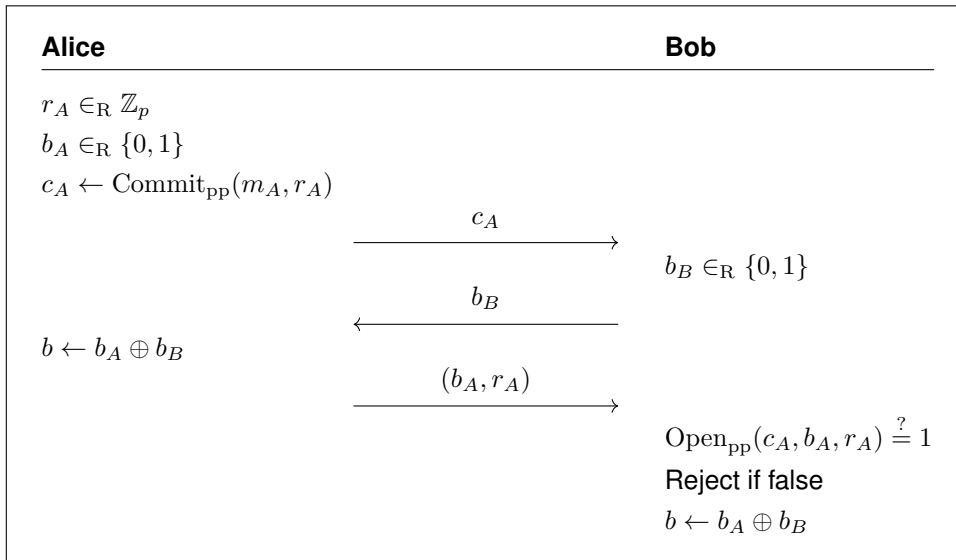 Alice Bob
r_A ∈_R ℤ_p
b_A ∈_R {0, 1}
c_A ← Commit_pp(m_A, r_A)
c_A
b_B ∈_R {0, 1}
b_B
b ← b_A ⊕ b_B
(b_A, r_A)
Open_pp(c_A, b_A, r_A) ≟ 1
Reject if false
b ← b_A ⊕ b_B